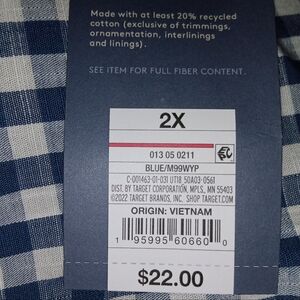 Made with at least 20% recycled
cotton (exclusive of trimmings,
ornamentation, interlinings
and linings).
SEE ITEM FOR FULL FIBER CONTENT.
2X
013 05 0211
BLUE/M99WYP
C-001463-01-031 UT18 50A03-0561
DIST. BY TARGET CORPORATION, MPLS., MN 55403
©2022 TARGET BRANDS, INC. SHOP TARGET.COM
ORIGIN: VIETNAM
1 95995 60660 0
$22.00